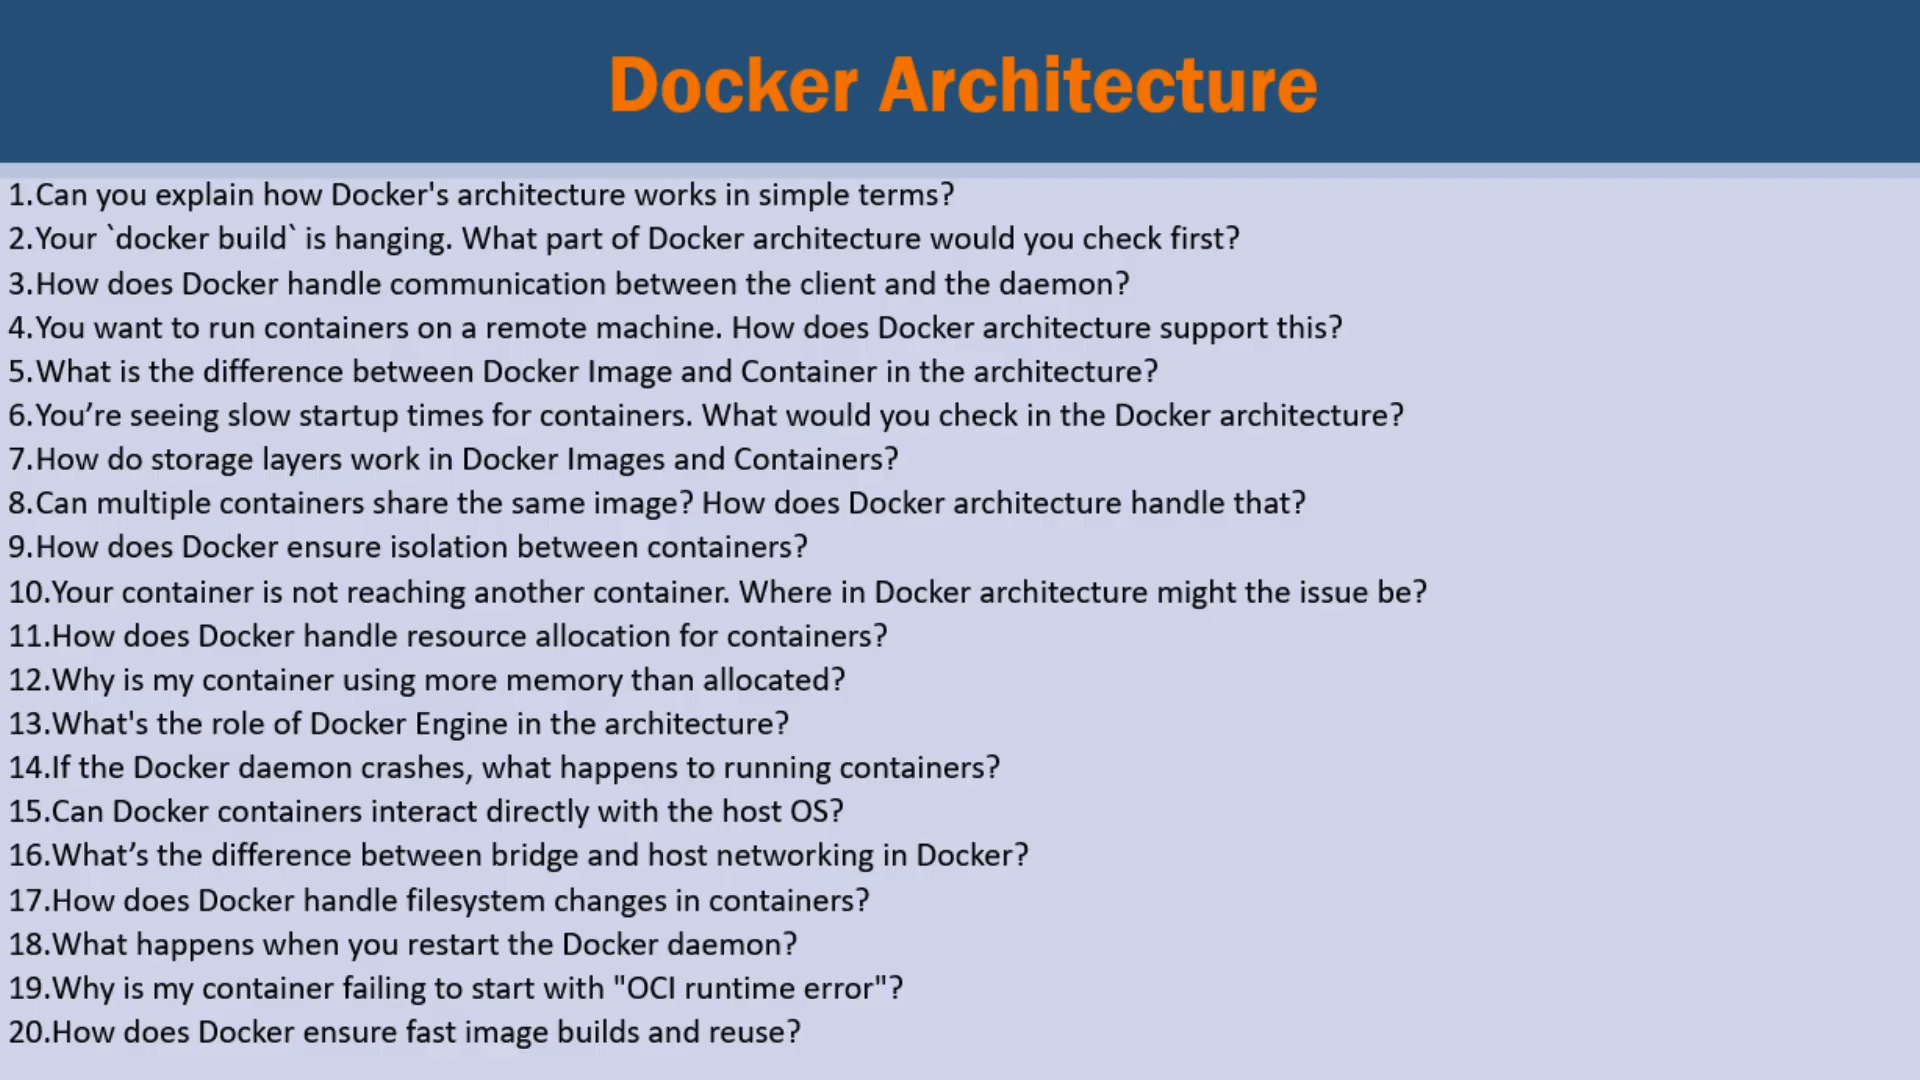 Docker Architecture
1.Can you explain how Docker's architecture works in simple terms?
2.Your `docker build` is hanging. What part of Docker architecture would you check first?
3.How does Docker handle communication between the client and the daemon?
4.You want to run containers on a remote machine. How does Docker architecture support this?
5.What is the difference between Docker Image and Container in the architecture?
6.You’re seeing slow startup times for containers. What would you check in the Docker architecture?
7.How do storage layers work in Docker Images and Containers?
8.Can multiple containers share the same image? How does Docker architecture handle that?
9.How does Docker ensure isolation between containers?
10.Your container is not reaching another container. Where in Docker architecture might the issue be?
11.How does Docker handle resource allocation for containers?
12.Why is my container using more memory than allocated?
13.What's the role of Docker Engine in the architecture?
14.If the Docker daemon crashes, what happens to running containers?
15.Can Docker containers interact directly with the host OS?
16.What’s the difference between bridge and host networking in Docker?
17.How does Docker handle filesystem changes in containers?
18.What happens when you restart the Docker daemon?
19.Why is my container failing to start with "OCI runtime error"?
20.How does Docker ensure fast image builds and reuse?